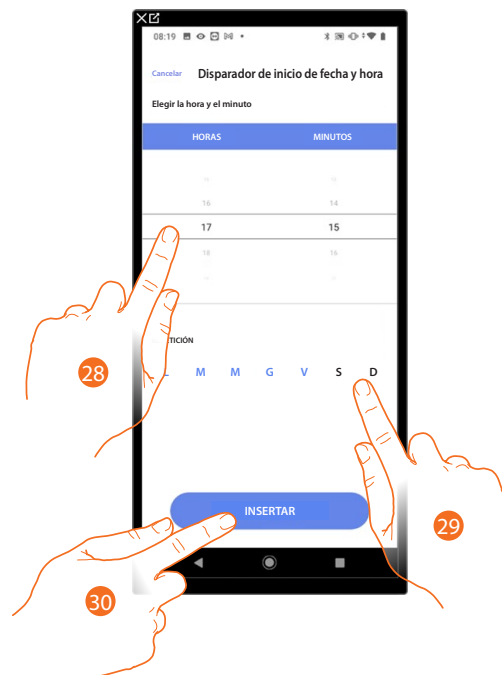 08:19
Cancelar Disparador de inicio de fecha y hora
Elegir la hora y el minuto
HORAS MINUTOS
16 14
17 15
18 16
28
M M G V S D
INSERTAR
29
30